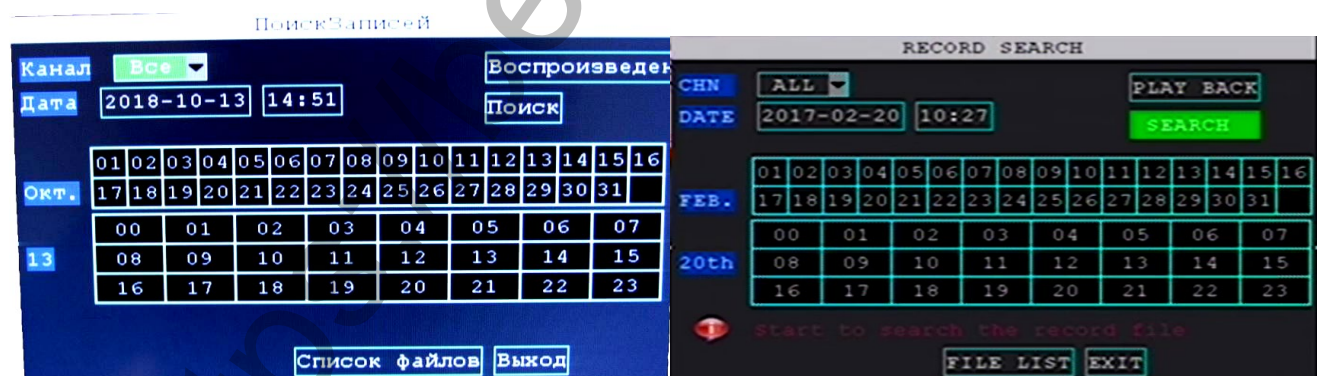 ПоискЗаписей
Канал Все Воспроизведен
Дата 2018-10-13 14:51 Поиск
01 02 03 04 05 06 07 08 09 10 11 12 13 14 15 16
Окт. 17 18 19 20 21 22 23 24 25 26 27 28 29 30 31
00 01 02 03 04 05 06 07
13 08 09 10 11 12 13 14 15
16 17 18 19 20 21 22 23
Список файлов Выход
RECORD SEARCH
CHN ALL PLAY BACK
DATE 2017-02-20 10:27 SEARCH
01 02 03 04 05 06 07 08 09 10 11 12 13 14 15 16
FEB. 17 18 19 20 21 22 23 24 25 26 27 28 29 30 31
00 01 02 03 04 05 06 07
20th 08 09 10 11 12 13 14 15
16 17 18 19 20 21 22 23
Start to search the record file
FILE LIST EXIT